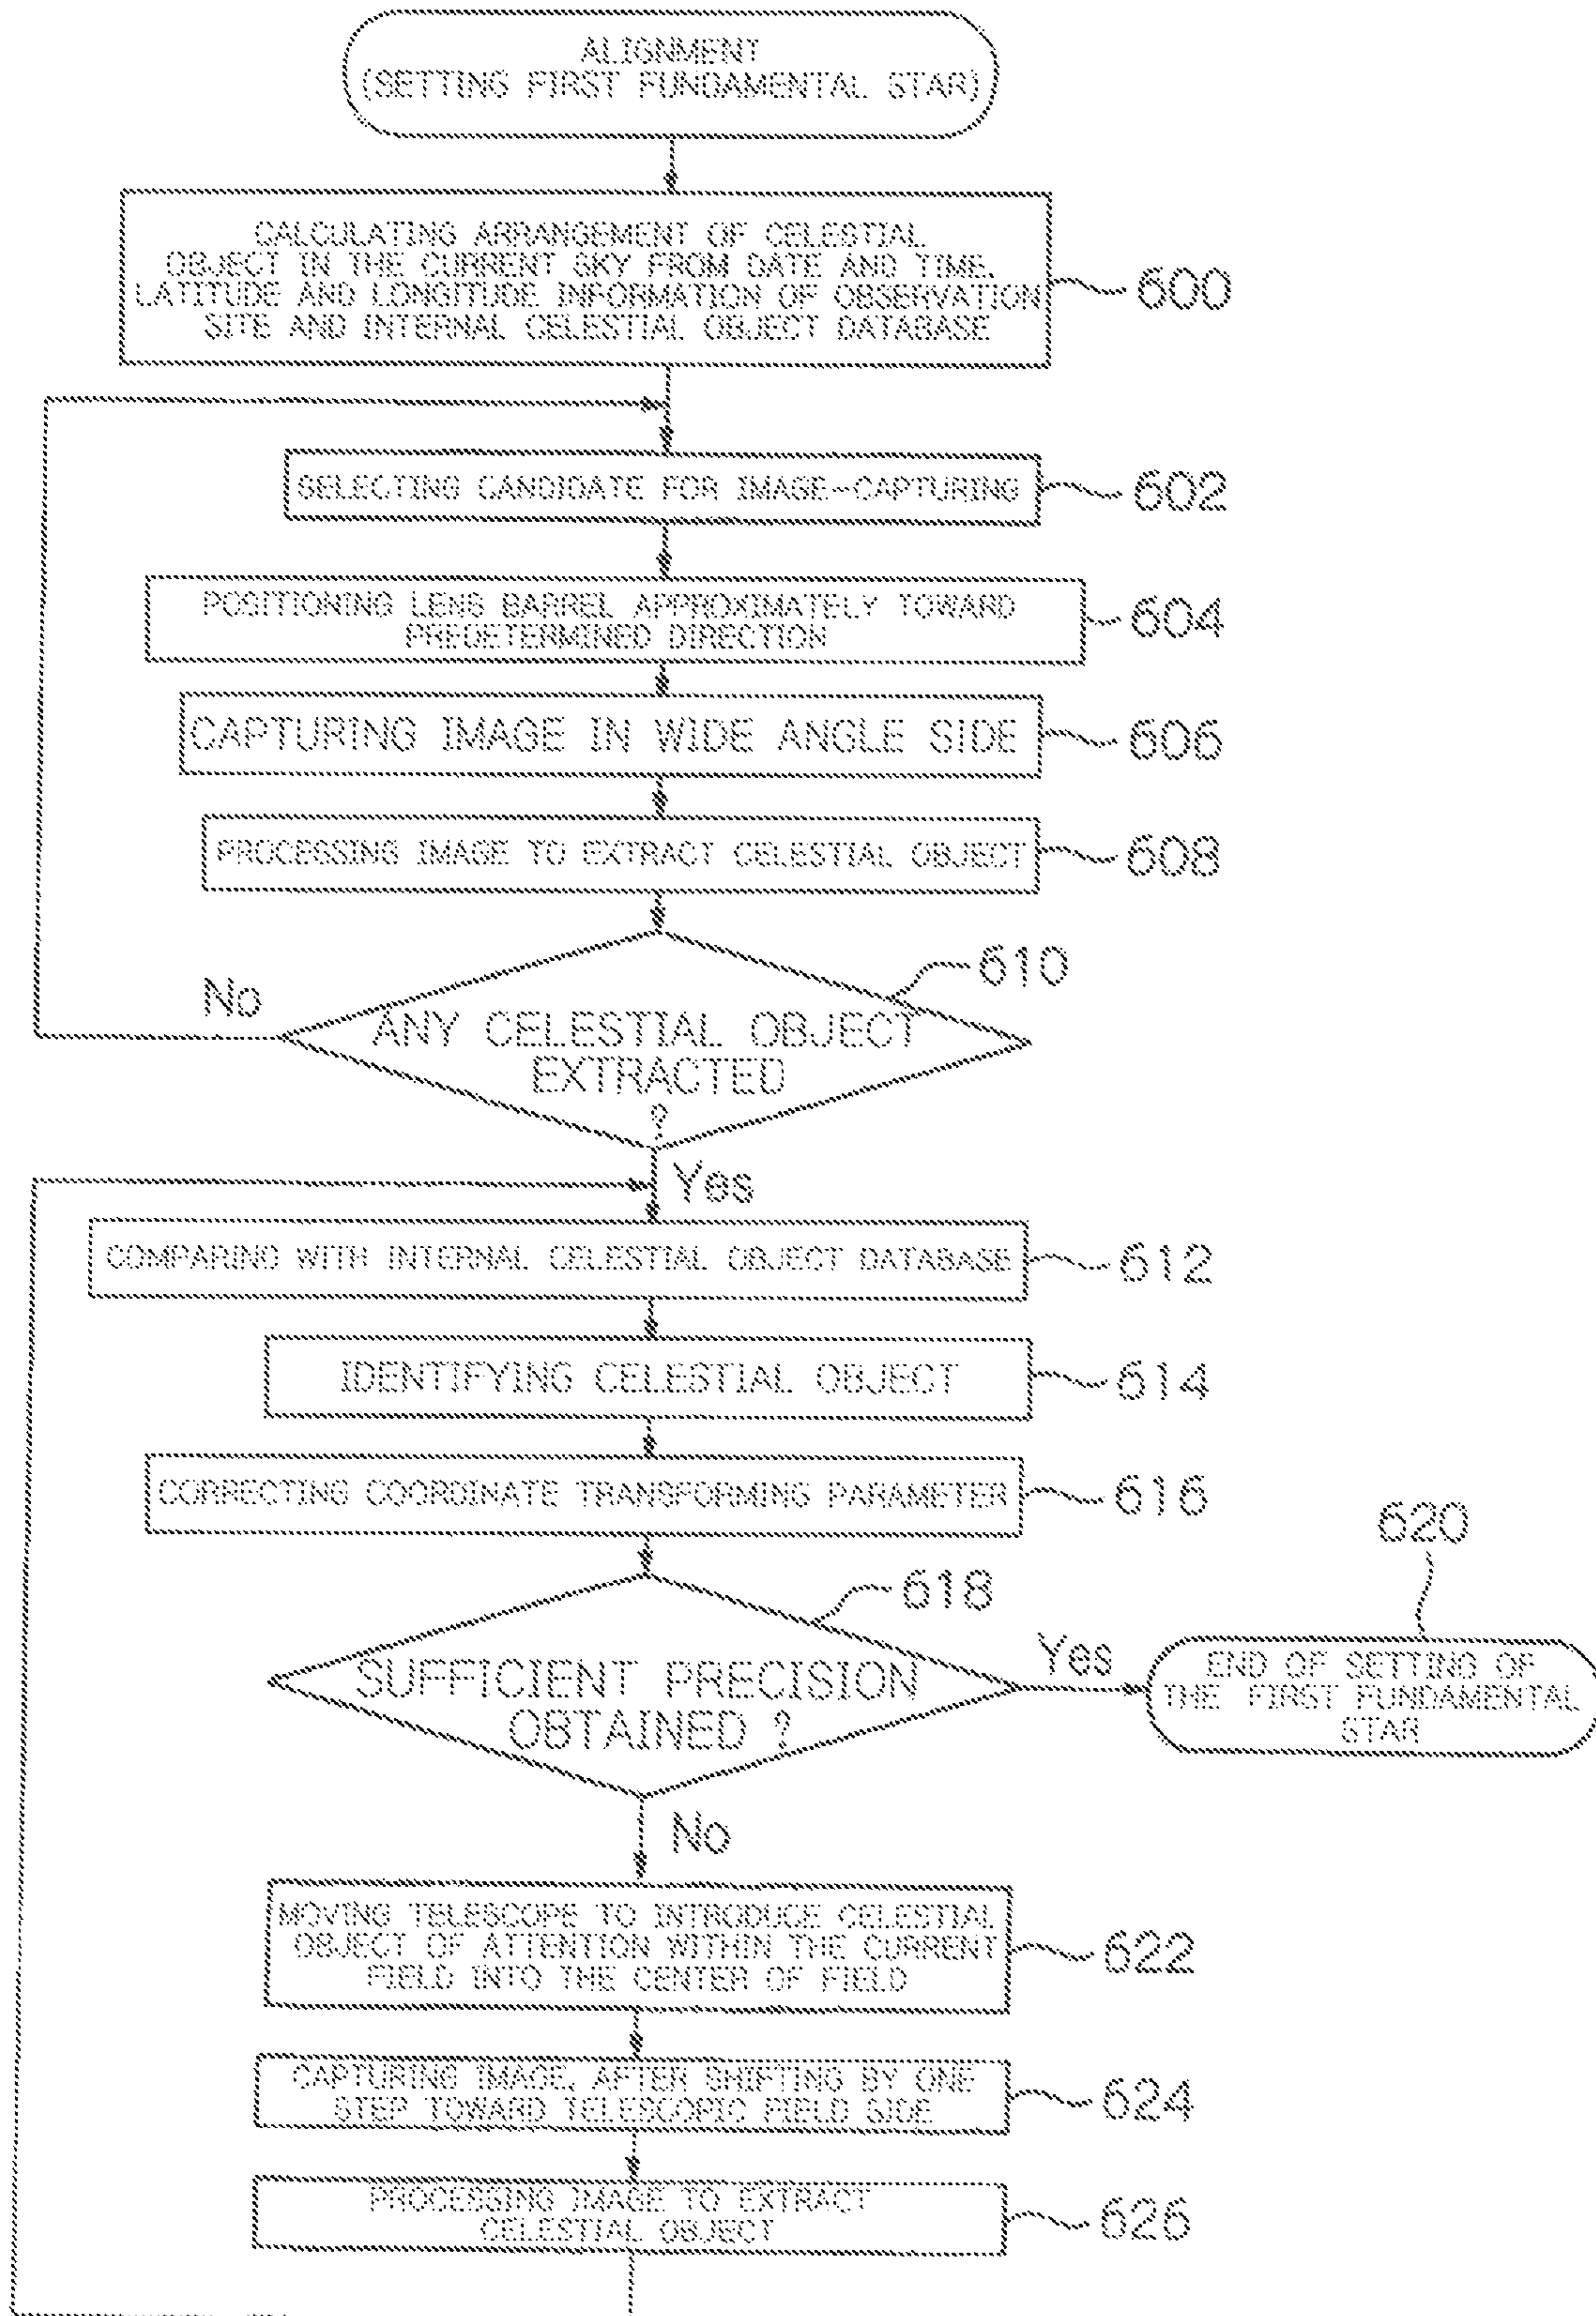 ALIGNMENT
(SETTING FIRST FUNDAMENTAL STAR)
CALCULATING ARRANGEMENT OF CELESTIAL
OBJECT IN THE CURRENT SKY FROM DATE AND TIME,
LATITUDE AND LONGITUDE INFORMATION OF OBSERVATION
SITE AND INTERNAL CELESTIAL OBJECT DATABASE
600
SELECTING CANDIDATE FOR IMAGE-CAPTURING
602
POSITIONING LENS BARREL APPROXIMATELY TOWARD
PREDETERMINED DIRECTION
604
CAPTURING IMAGE IN WIDE ANGLE SIDE
606
PROCESSING IMAGE TO EXTRACT CELESTIAL OBJECT
608
610
No
ANY CELESTIAL OBJECT
EXTRACTED
?
Yes
COMPARING WITH INTERNAL CELESTIAL OBJECT DATABASE
612
IDENTIFYING CELESTIAL OBJECT
614
CORRECTING COORDINATE TRANSFORMING PARAMETER
616
620
618
SUFFICIENT PRECISION
OBTAINED ?
Yes
END OF SETTING OF
THE FIRST FUNDAMENTAL
STAR
No
MOVING TELESCOPE TO INTRODUCE CELESTIAL
OBJECT OF ATTENTION WITHIN THE CURRENT
FIELD INTO THE CENTER OF FIELD
622
CAPTURING IMAGE, AFTER SHIFTING BY ONE
STEP TOWARD TELESCOPIC FIELD SIDE
624
PROCESSING IMAGE TO EXTRACT
CELESTIAL OBJECT
626